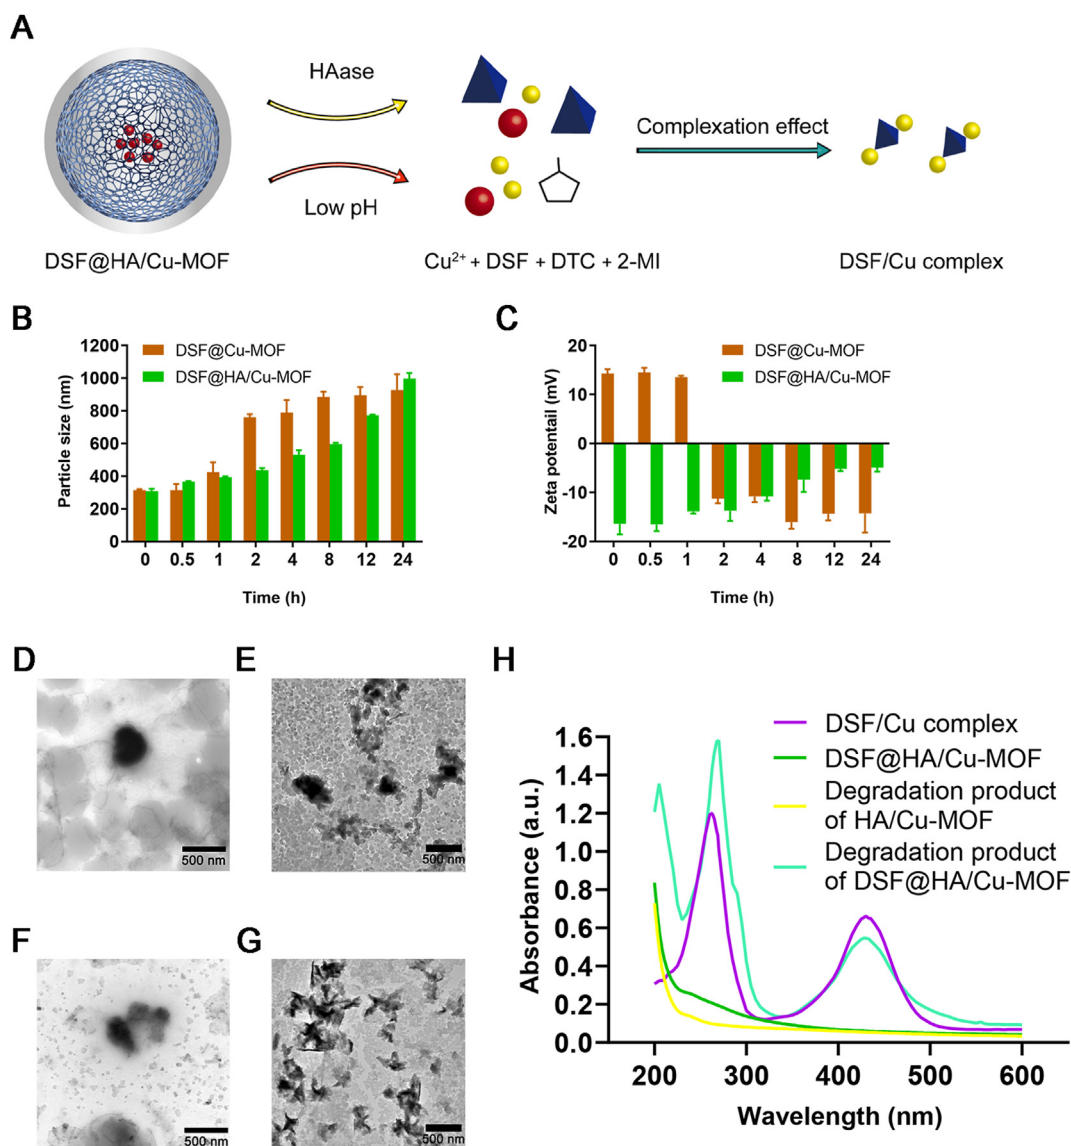 A
HAase
Low pH
Complexation effect
DSF@HA/Cu-MOF
Cu²⁺ + DSF + DTC + 2-MI
DSF/Cu complex
B
Particle size (nm)
1200
1000
800
600
400
200
0
DSF@Cu-MOF
DSF@HA/Cu-MOF
0 0.5 1 2 4 8 12 24
Time (h)
C
Zeta potentail (mV)
20
10
0
-10
-20
DSF@Cu-MOF
DSF@HA/Cu-MOF
0 0.5 1 2 4 8 12 24
Time (h)
D
500 nm
E
500 nm
F
500 nm
G
500 nm
H
Absorbance (a.u.)
1.6
1.4
1.2
1.0
0.8
0.6
0.4
0.2
0.0
DSF/Cu complex
DSF@HA/Cu-MOF
Degradation product
of HA/Cu-MOF
Degradation product
of DSF@HA/Cu-MOF
200 300 400 500 600
Wavelength (nm)